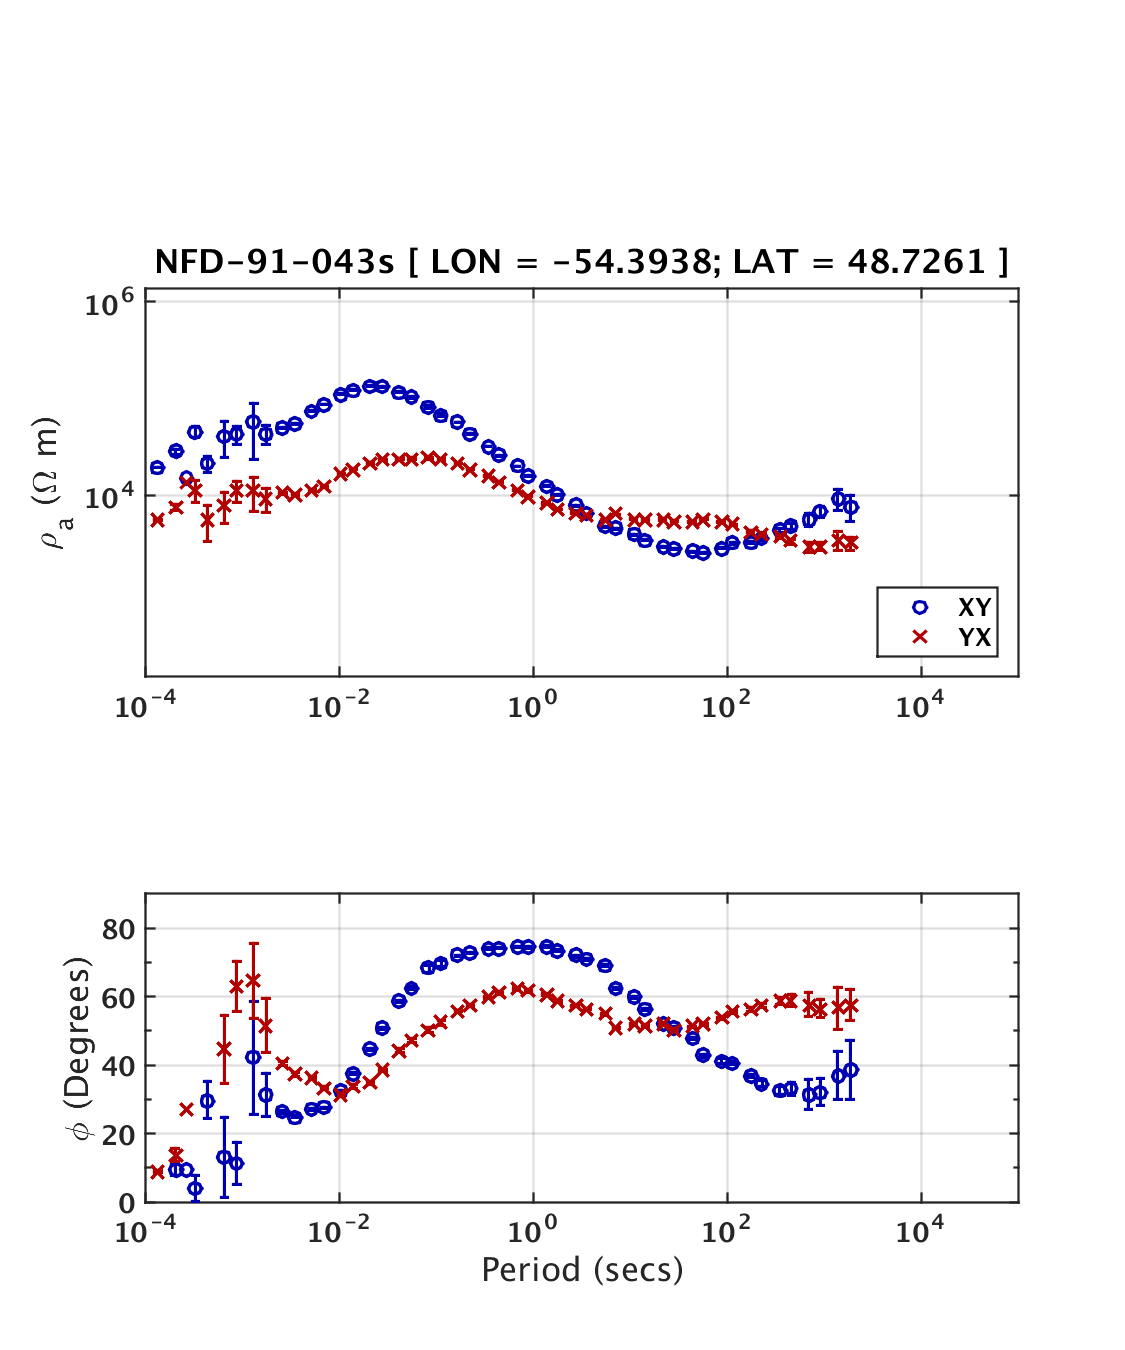 NFD-91-043s [ LON = -54.3938; LAT = 48.7261 ]
10^6
10^4
ρ_a (Ω m)
XY
YX
10^-4 10^-2 10^0 10^2 10^4
80
60
40
20
0
φ (Degrees)
10^-4 10^-2 10^0 10^2 10^4
Period (secs)